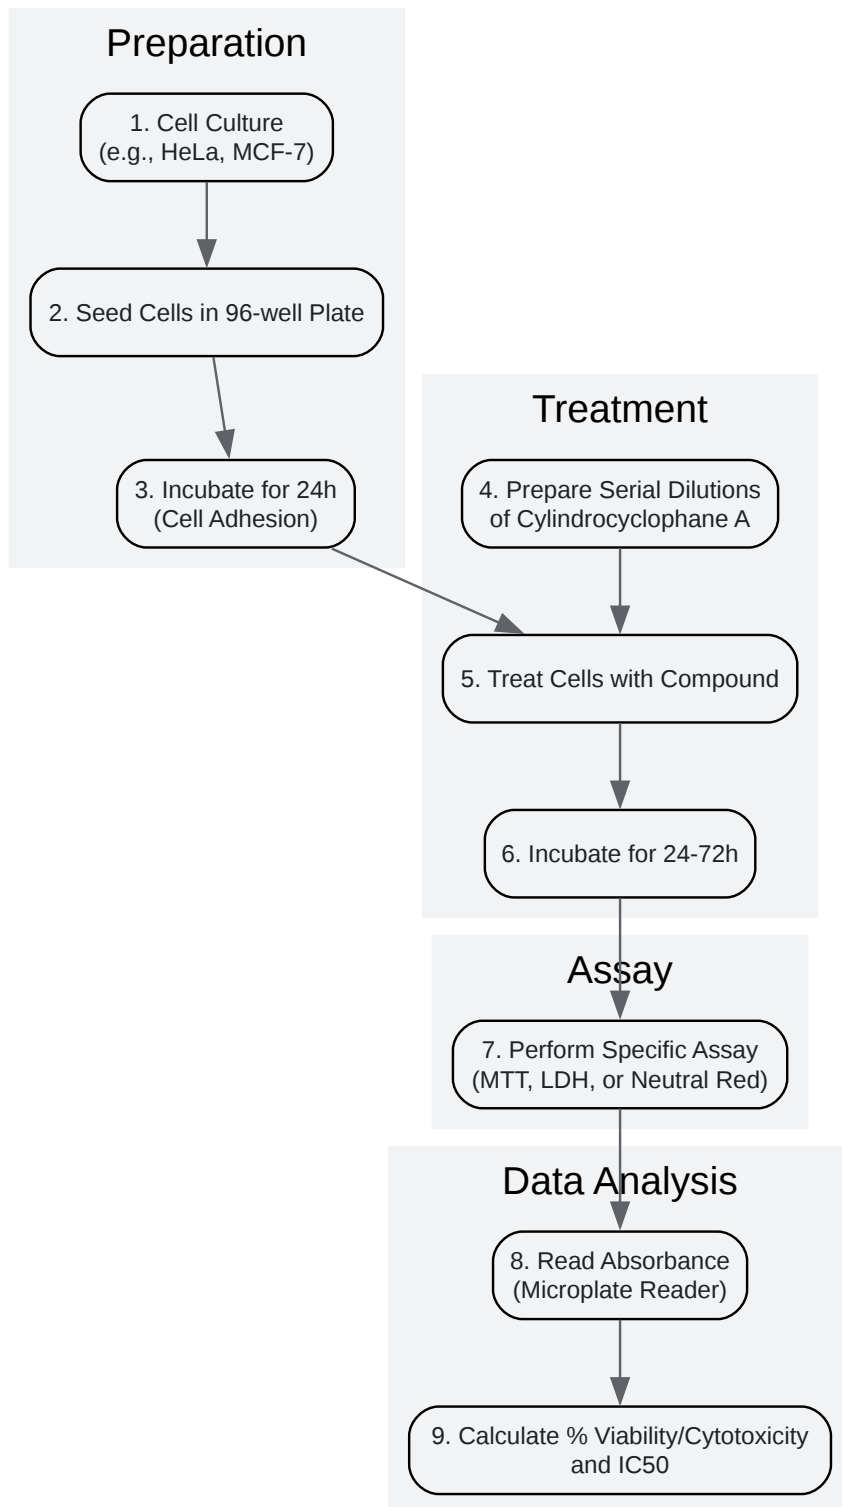 Preparation
1. Cell Culture
(e.g., HeLa, MCF-7)
2. Seed Cells in 96-well Plate
3. Incubate for 24h
(Cell Adhesion)
Treatment
4. Prepare Serial Dilutions
of Cylindrocyclophane A
5. Treat Cells with Compound
6. Incubate for 24-72h
Assay
7. Perform Specific Assay
(MTT, LDH, or Neutral Red)
Data Analysis
8. Read Absorbance
(Microplate Reader)
9. Calculate % Viability/Cytotoxicity
and IC50